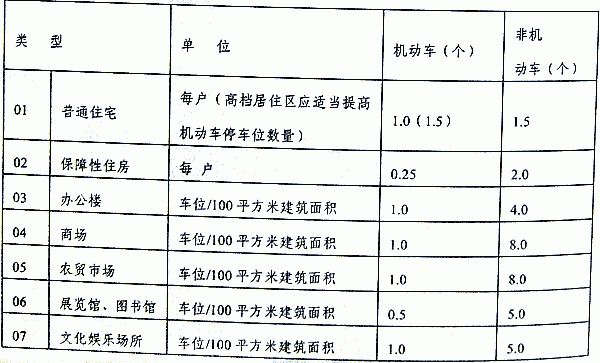 类 型 单 位 机动车（个） 非机
动车（个）
01 普通住宅 每户（高档居住区应适当提高
机动车停车位数量） 1.0（1.5） 1.5
02 保障性住房 每 户 0.25 2.0
03 办公楼 车位/100 平方米建筑面积 1.0 4.0
04 商场 车位/100 平方米建筑面积 1.0 8.0
05 农贸市场 车位/100 平方米建筑面积 1.0 8.0
06 展览馆、图书馆 车位/100 平方米建筑面积 0.5 5.0
07 文化娱乐场所 车位/100 平方米建筑面积 1.0 5.0